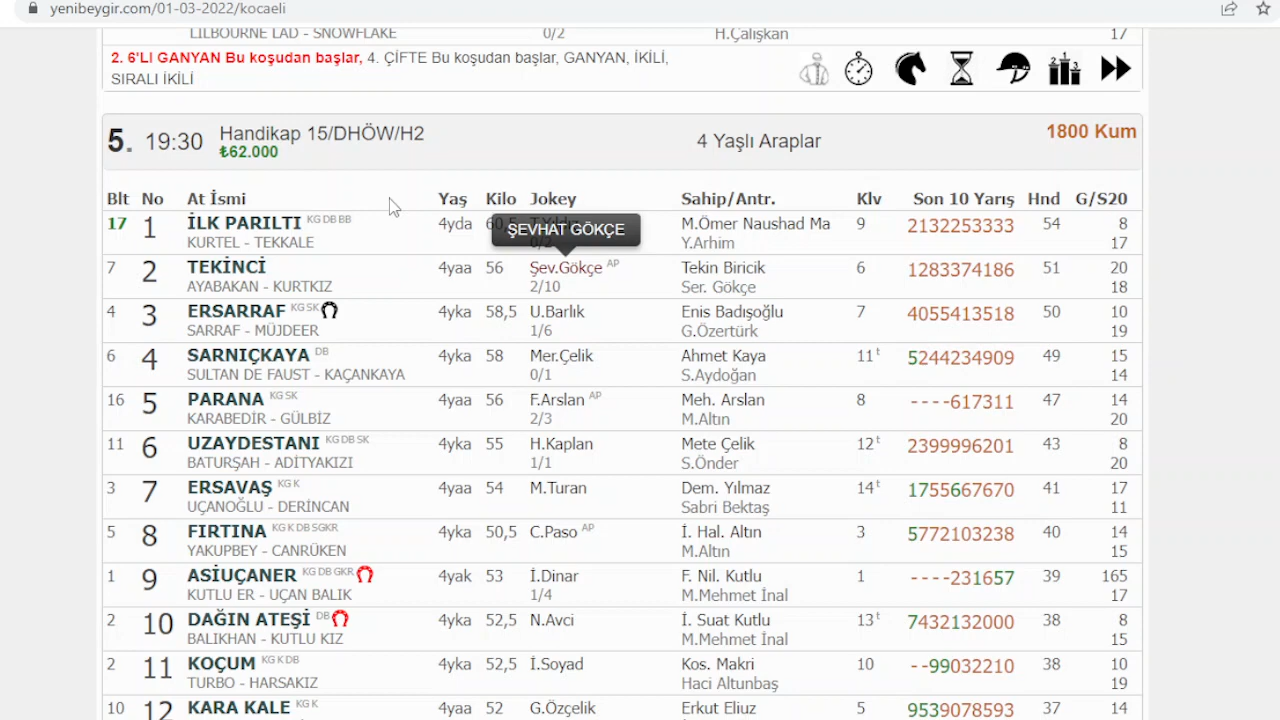 yenibeygir.com/01-03-2022/kocaeli
LILBOURNE LAD - SNOWFLAKE 0/2 H.Çalışkan 17
2. 6'LI GANYAN Bu koşudan başlar, 4. ÇİFTE Bu koşudan başlar, GANYAN, İKİLİ,
SIRALI İKİLİ
5. 19:30 Handikap 15/DHÖW/H2 4 Yaşlı Araplar 1800 Kum
₺62.000
Blt No At İsmi Yaş Kilo Jokey Sahip/Antr. Klv Son 10 Yarış Hnd G/S20
17 1 İLK PARILTI KG DB BB 4yda 60,5 T.Yıldız M.Ömer Naushad Ma 9 2132253333 54 8
KURTEL - TEKKALE 0/2 Y.Arhim 17
ŞEVHAT GÖKÇE
7 2 TEKİNCİ 4yaa 56 Şev.Gökçe AP Tekin Biricik 6 1283374186 51 20
AYABAKAN - KURTKIZ 2/10 Ser. Gökçe 18
4 3 ERSARRAF KG SK 4yka 58,5 U.Barlık Enis Badışoğlu 7 4055413518 50 10
SARRAF - MÜJDEER 1/6 G.Özertürk 19
6 4 SARNIÇKAYA DB 4yka 58 Mer.Çelik Ahmet Kaya 11 t 5244234909 49 15
SULTAN DE FAUST - KAÇANKAYA 0/1 S.Aydoğan 14
16 5 PARANA KG SK 4yaa 56 F.Arslan AP Meh. Arslan 8 ----617311 47 14
KARABEDİR - GÜLBİZ 2/3 M.Altın 20
11 6 UZAYDESTANI KG DB SK 4yka 55 H.Kaplan Mete Çelik 12 t 2399996201 43 8
BATURŞAH - ADİTYAKIZI 1/1 S.Önder 20
3 7 ERSAVAŞ KG K 4yaa 54 M.Turan Dem. Yılmaz 14 t 1755667670 41 17
UÇANOĞLU - DERİNCAN Sabri Bektaş 11
5 8 FIRTINA KG K DB SGKR 4yka 50,5 C.Paso AP İ. Hal. Altın 3 5772103238 40 14
YAKUPBEY - CANRÜKEN M.Altın 15
1 9 ASİUÇANER KG DB GKR 4yak 53 İ.Dinar F. Nil. Kutlu 1 ----231657 39 165
KUTLU ER - UÇAN BALIK 1/4 M.Mehmet İnal 17
2 10 DAĞIN ATEŞİ DB 4yka 52,5 N.Avci İ. Suat Kutlu 13 t 7432132000 38 8
BALIKHAN - KUTLU KIZ M.Mehmet İnal 15
2 11 KOÇUM KG K DB 4yka 52,5 İ.Soyad Kos. Makri 10 --99032210 38 10
TURBO - HARSAKIZ Haci Altunbaş 19
10 12 KARA KALE KG K 4yaa 52 G.Özçelik Erkut Eliuz 5 9539078593 37 14